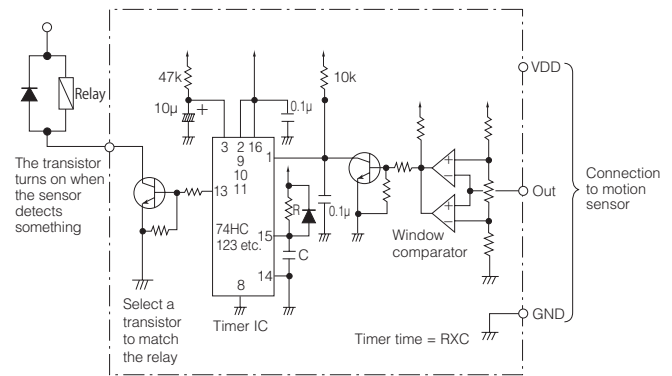 VDD
47k
10k
Relay
10μ
+
0.1μ
3 2 16
9
10
11
1
The transistor
turns on when
the sensor
detects
something
13
R
0.1μ
+
−
+
−
Out
Connection
to motion
sensor
74HC
123 etc.
15
C
Window
comparator
14
8
Select a
transistor
to match
the relay
Timer IC
GND
Timer time = RXC